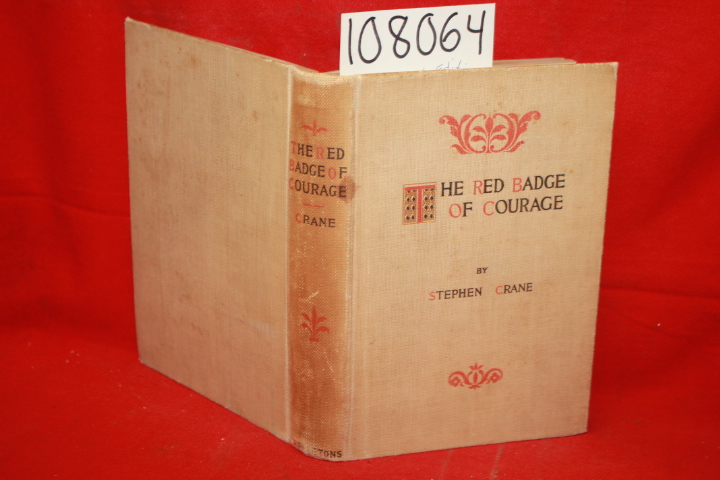 108064
THE RED
BADGE OF
COURAGE
CRANE
THE RED BADGE
OF COURAGE
BY
STEPHEN CRANE